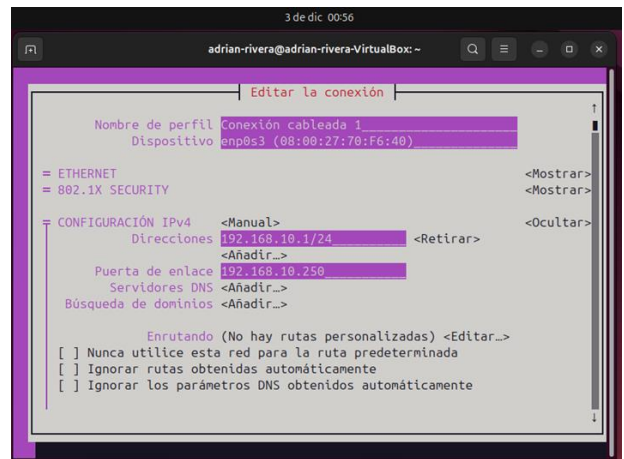 3 de dic 00:56
adrian-rivera@adrian-rivera-VirtualBox: ~
Editar la conexión
Nombre de perfil Conexión cableada 1
Dispositivo enp0s3 (08:00:27:70:F6:40)
= ETHERNET <Mostrar>
= 802.1X SECURITY <Mostrar>
= CONFIGURACIÓN IPv4 <Manual> <Ocultar>
Direcciones 192.168.10.1/24 <Retirar>
<Añadir…>
Puerta de enlace 192.168.10.250
Servidores DNS <Añadir…>
Búsqueda de dominios <Añadir…>
Enrutando (No hay rutas personalizadas) <Editar…>
[ ] Nunca utilice esta red para la ruta predeterminada
[ ] Ignorar rutas obtenidas automáticamente
[ ] Ignorar los parámetros DNS obtenidos automáticamente